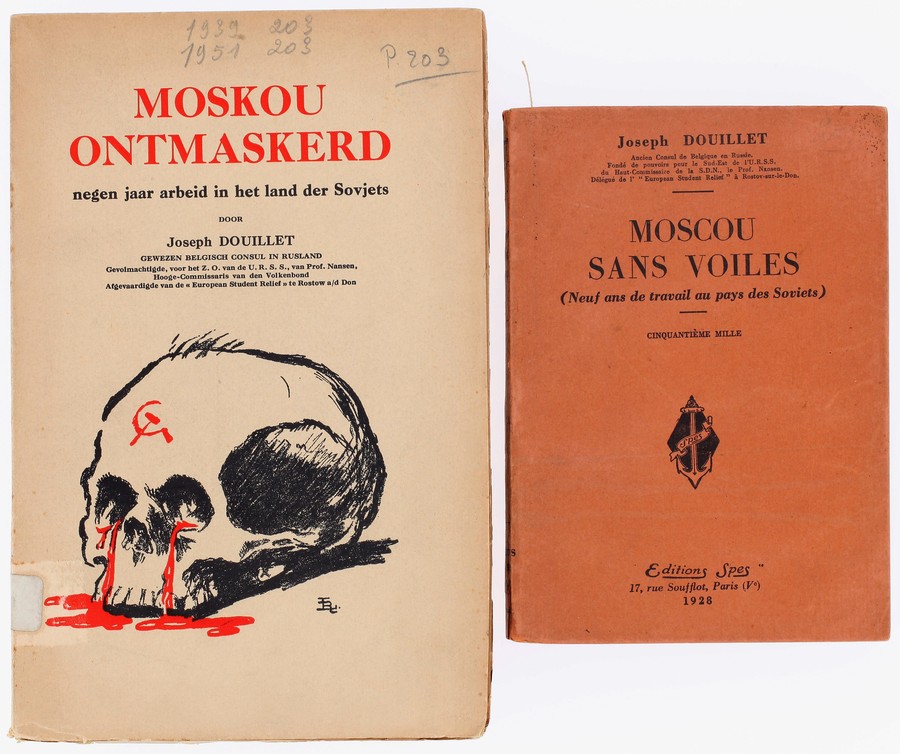 1939 203
1951 203
P. 203
MOSKOU
ONTMASKERD
negen jaar arbeid in het land der Sovjets
DOOR
Joseph DOUILLET
GEWEZEN BELGISCH CONSUL IN RUSLAND
Gevolmachtigde, voor het Z. O. van de U. R. S. S., van Prof. Nansen,
Hooge-Commissaris van den Volkenbond
Afgevaardigde van de « European Student Relief » te Rostow a/d Don
Joseph DOUILLET
Ancien Consul de Belgique en Russie.
Fondé de pouvoirs pour le Sud-Est de l'U.R.S.S.
du Haut-Commissaire de la S.D.N., le Prof. Nansen.
Délégué de l' " European Student Relief " à Rostov-sur-le-Don.
MOSCOU
SANS VOILES
(Neuf ans de travail au pays des Soviets)
CINQUANTIÈME MILLE
Spes
Editions Spes "
17, rue Soufflot, Paris (Vᵉ)
1928